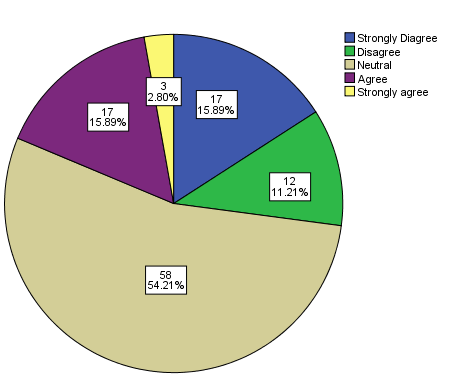 Strongly Diagree
Disagree
Neutral
Agree
Strongly agree
3
2.80%
17
15.89%
17
15.89%
12
11.21%
58
54.21%